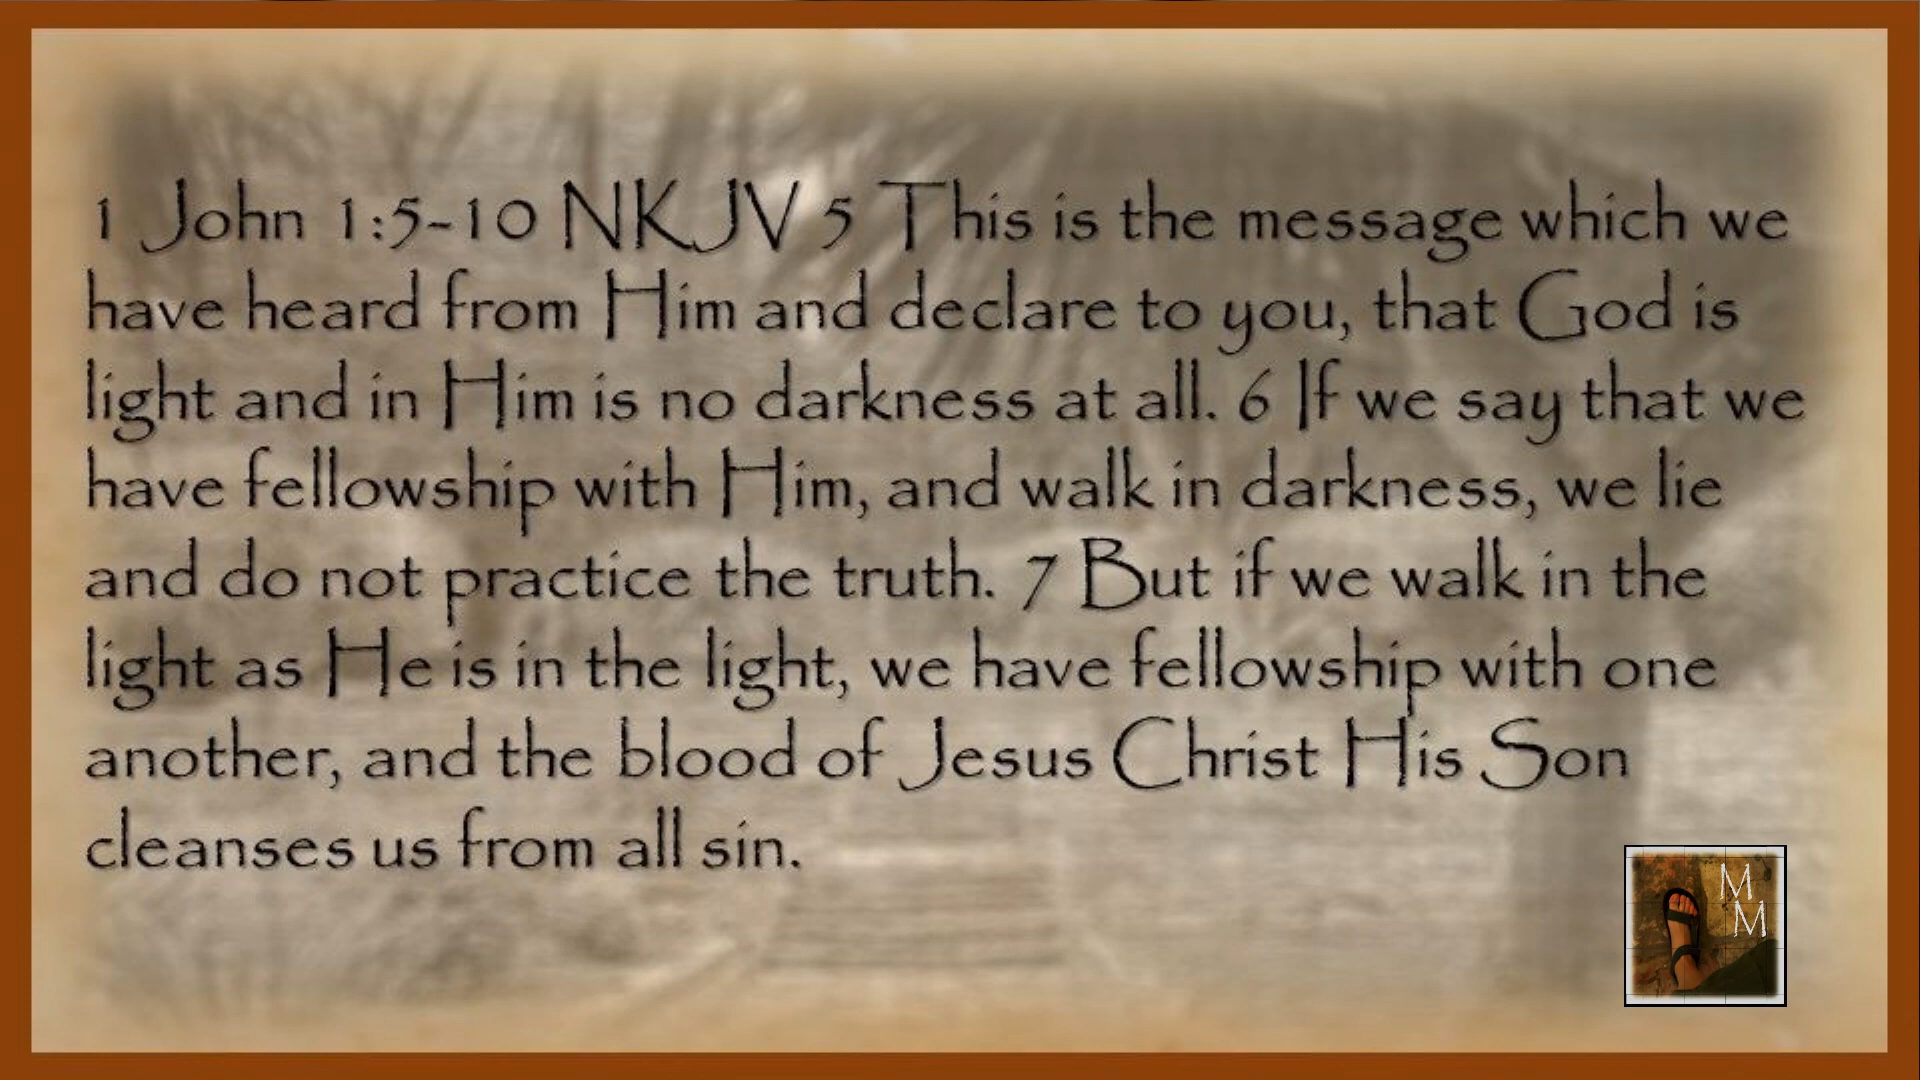 1 John 1:5-10 NKJV 5 This is the message which we
have heard from Him and declare to you, that God is
light and in Him is no darkness at all. 6 If we say that we
have fellowship with Him, and walk in darkness, we lie
and do not practice the truth. 7 But if we walk in the
light as He is in the light, we have fellowship with one
another, and the blood of Jesus Christ His Son
cleanses us from all sin.
M
M